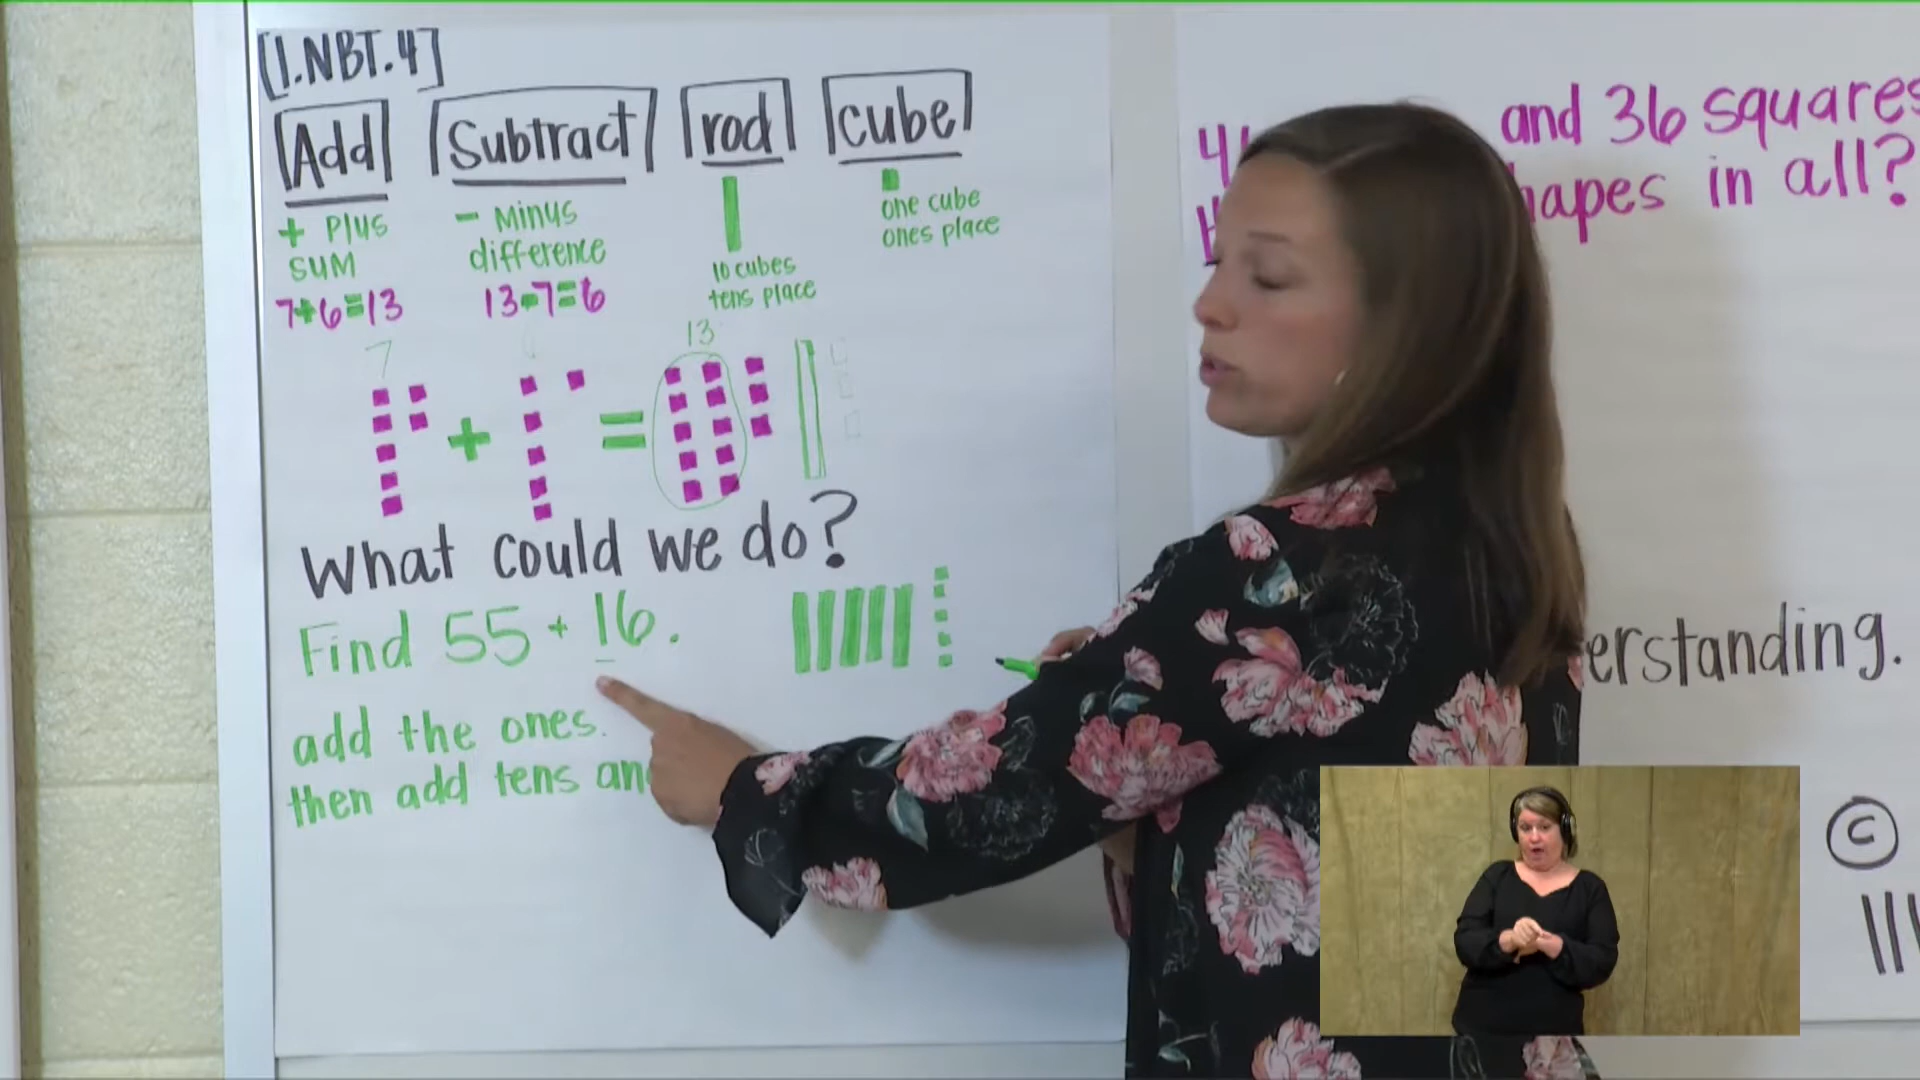 [1.NBT.4]
Add Subtract rod cube
+ Plus
sum
7+6=13
- Minus
difference
13-7=6
10 cubes
tens place
one cube
ones place
7
13
+ =
What could we do?
Find 55 + 16.
add the ones.
then add tens an
and 36 squares
hapes in all?
erstanding.
©